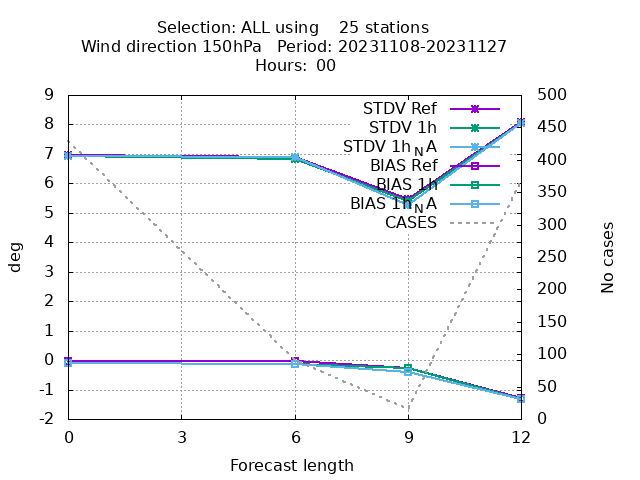 Selection: ALL using    25 stations
Wind direction 150hPa   Period: 20231108-20231127
Hours:  00
9
8
7
6
5
4
3
2
1
0
-1
-2
deg
500
450
400
350
300
250
200
150
100
50
0
No cases
STDV Ref
STDV 1h
STDV 1hNA
BIAS Ref
BIAS 1h
BIAS 1hNA
CASES
0 3 6 9 12
Forecast length